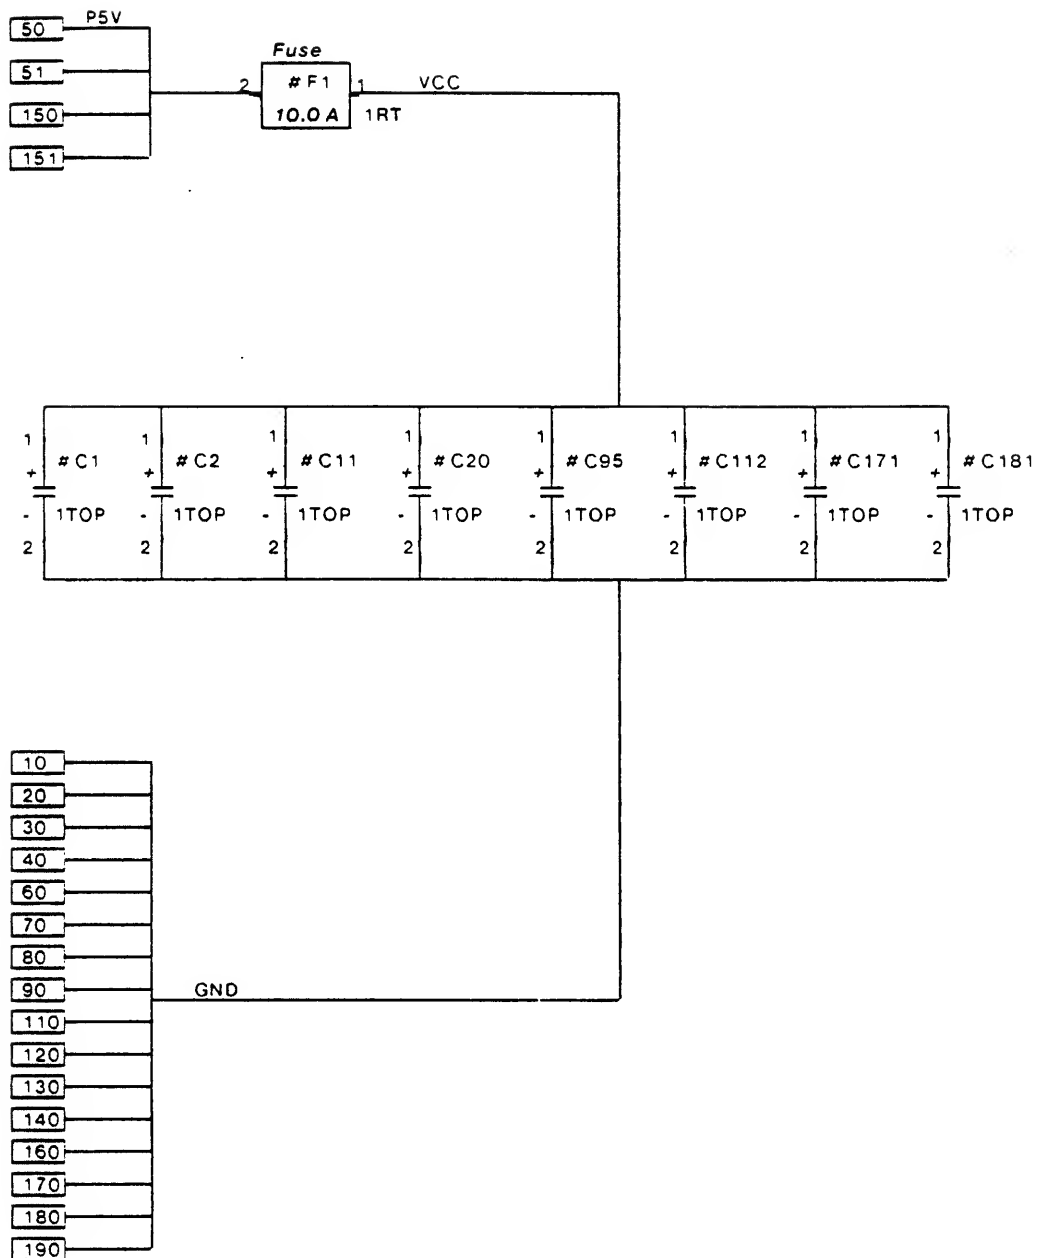 50 P5V
51
150
151
Fuse
2 #F1 1 VCC
10.0A 1RT
1 1 1 1 1 1 1 1
#C1 #C2 #C11 #C20 #C95 #C112 #C171 #C181
+ + + + + + + +
- 1TOP - 1TOP - 1TOP - 1TOP - 1TOP - 1TOP - 1TOP - 1TOP
2 2 2 2 2 2 2 2
10
20
30
40
60
70
80
90
GND
110
120
130
140
160
170
180
190